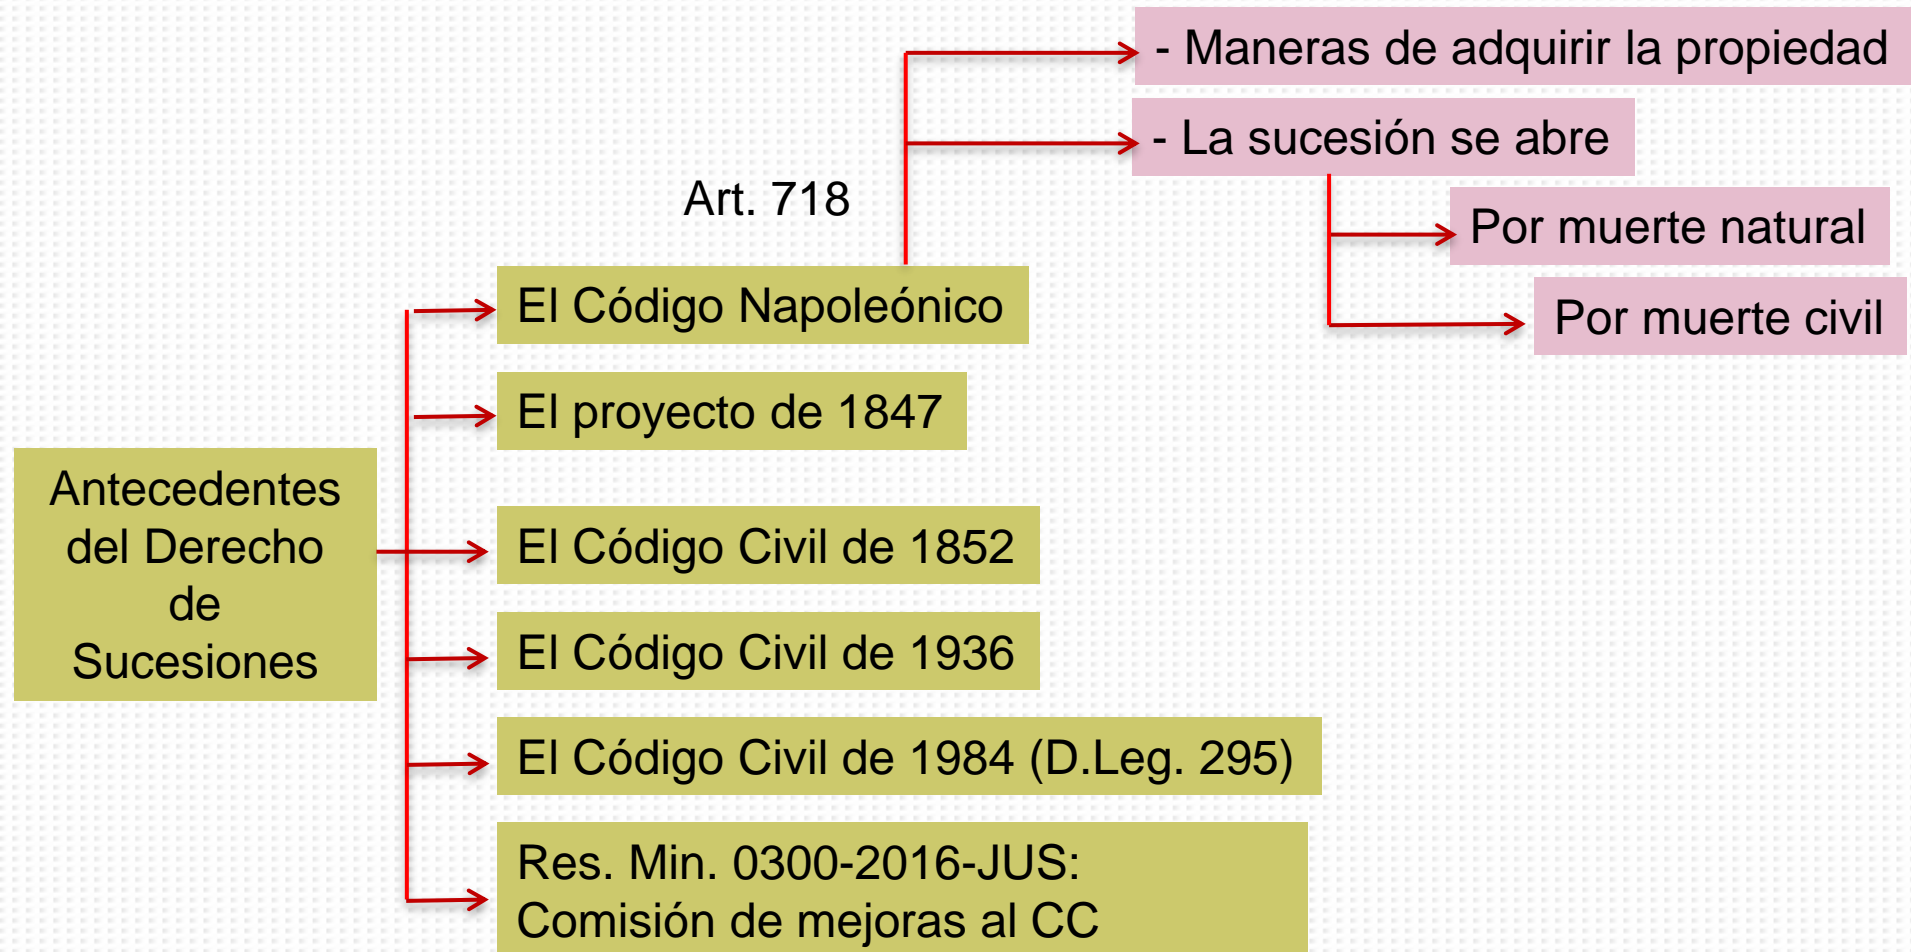 - Maneras de adquirir la propiedad
- La sucesión se abre
Art. 718
Por muerte natural
El Código Napoleónico
Por muerte civil
El proyecto de 1847
Antecedentes
del Derecho
de
Sucesiones
El Código Civil de 1852
El Código Civil de 1936
El Código Civil de 1984 (D.Leg. 295)
Res. Min. 0300-2016-JUS:
Comisión de mejoras al CC